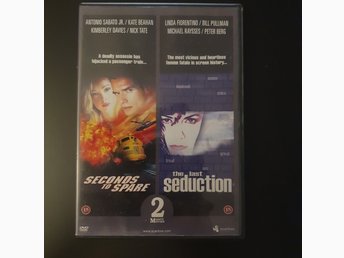 ANTONIO SABATO JR. / KATE BEAHAN
KIMBERLEY DAVIES / NICK TATE
A deadly assassin has
hijacked a passenger train...
SECONDS
TO SPARE
LINDA FIORENTINO / BILL PULLMAN
MICHAEL RAYSSES / PETER BERG
The most vicious and heartless
femme fatale in screen history...
the last
seduction
2
DVD